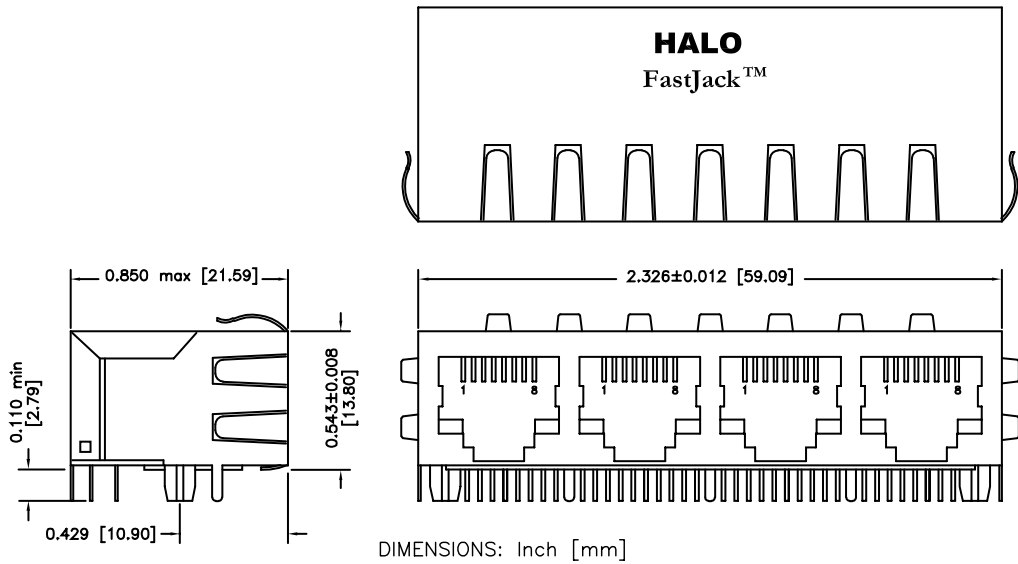 HALO
FastJack™
0.850 max [21.59]
2.326±0.012 [59.09]
0.110 min
[2.79]
0.543±0.008
[13.80]
1 8
1 8
1 8
1 8
0.429 [10.90]
DIMENSIONS: Inch [mm]